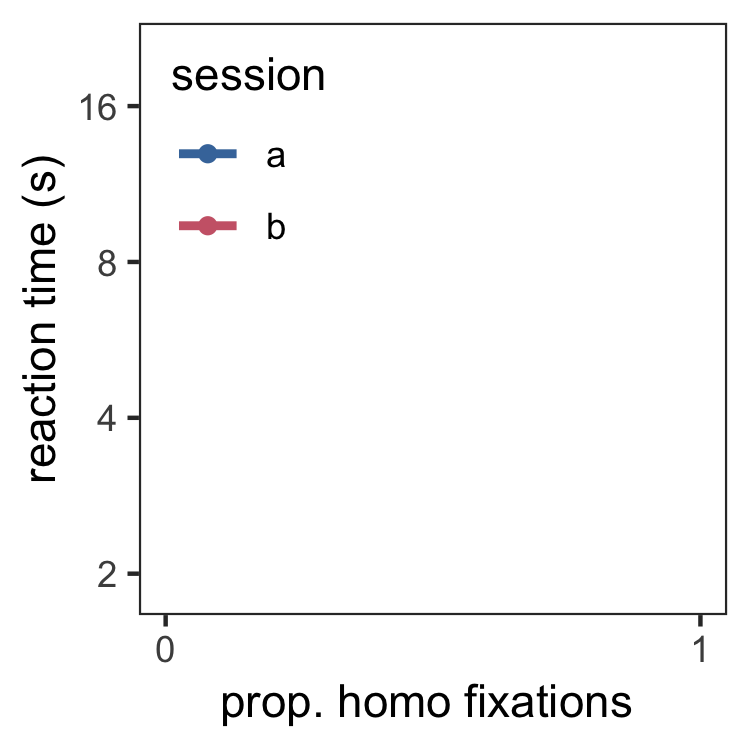 session
a
b
16
8
4
2
reaction time (s)
0
1
prop. homo fixations